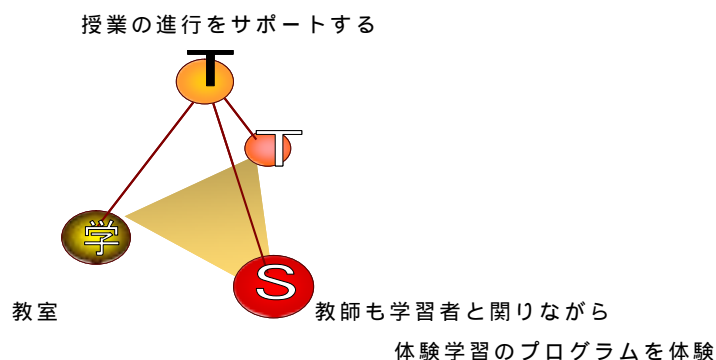 授業の進行をサポートする
T
T
学
S
教室
教師も学習者と関りながら
体験学習のプログラムを体験